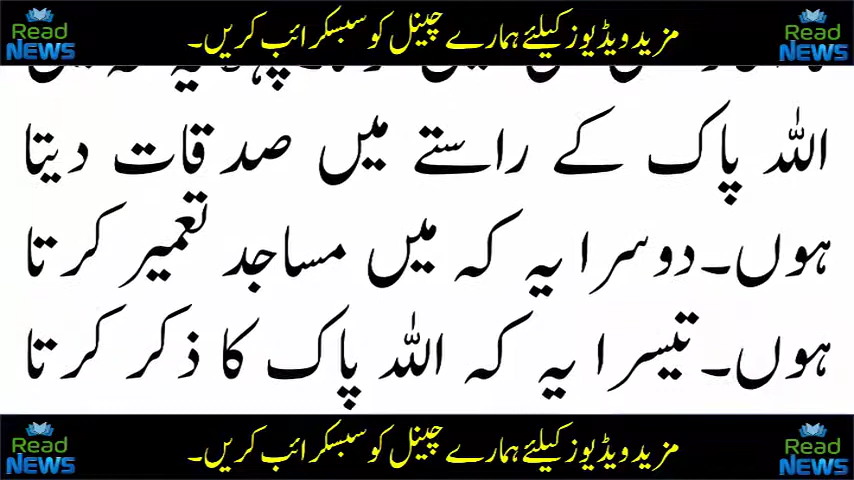 Read
NEWS
مزید ویڈیوز کیلئے ہمارے چینل کو سبسکرائب کریں۔
Read
NEWS
اللہ پاک کے راستے میں صدقات دیتا
ہوں۔ دوسرا یہ کہ میں مساجد تعمیر کرتا
ہوں۔ تیسرا یہ کہ اللہ پاک کا ذکر کرتا
Read
NEWS
مزید ویڈیوز کیلئے ہمارے چینل کو سبسکرائب کریں۔
Read
NEWS